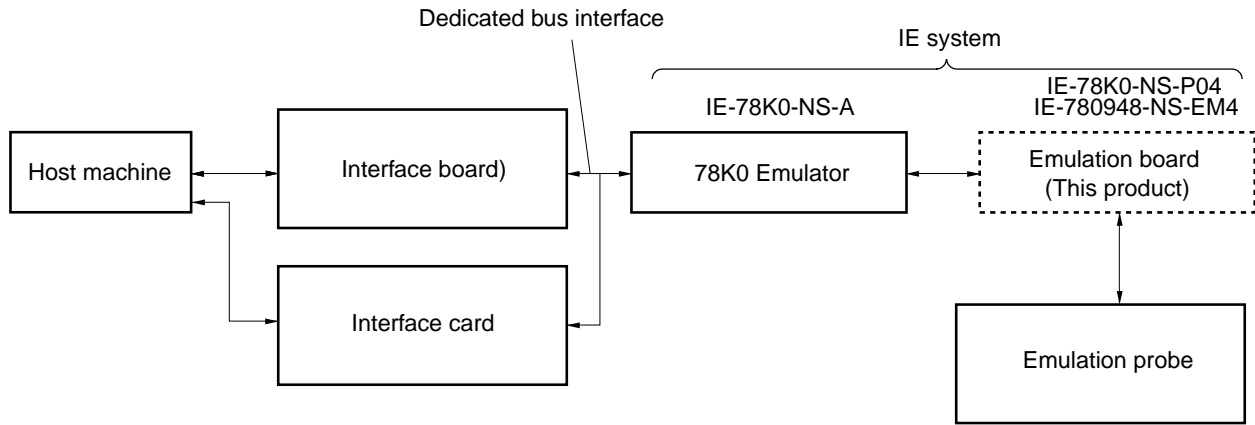 Dedicated bus interface
IE system
IE-78K0-NS-P04
IE-78K0-NS-A
IE-780948-NS-EM4
Host machine
Interface board)
78K0 Emulator
Emulation board
(This product)
Interface card
Emulation probe